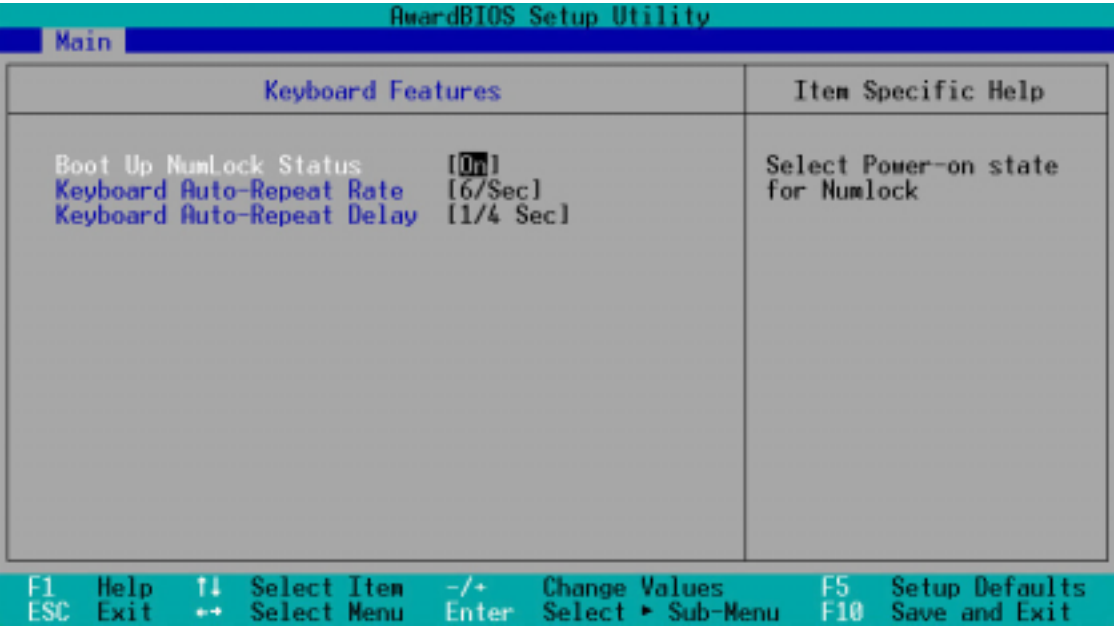 AwardBIOS Setup Utility
Main
Keyboard Features
Item Specific Help
Boot Up NumLock Status [On]
Keyboard Auto-Repeat Rate [6/Sec]
Keyboard Auto-Repeat Delay [1/4 Sec]
Select Power-on state
for Numlock
F1 Help ↑↓ Select Item -/+ Change Values F5 Setup Defaults
ESC Exit ←→ Select Menu Enter Select ► Sub-Menu F10 Save and Exit